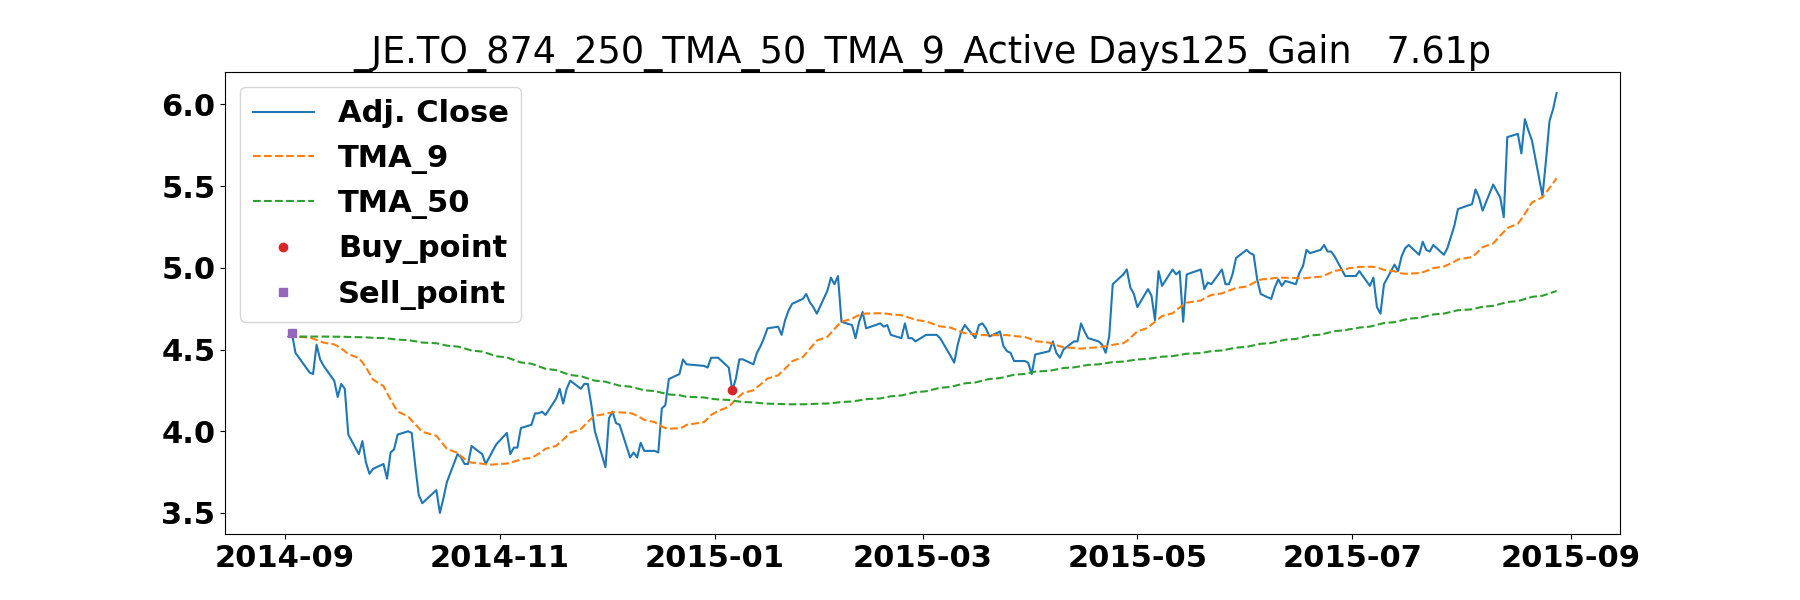 _JE.TO_874_250_TMA_50_TMA_9_Active Days125_Gain   7.61p
Adj. Close
TMA_9
TMA_50
Buy_point
Sell_point
6.0
5.5
5.0
4.5
4.0
3.5
2014-09 2014-11 2015-01 2015-03 2015-05 2015-07 2015-09